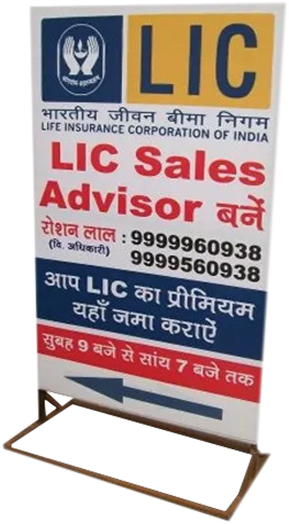 LIC
भारतीय जीवन बीमा निगम
LIFE INSURANCE CORPORATION OF INDIA
LIC Sales
Advisor बनें
रोशन लाल : 9999960938
(वि. अधिकारी) 9999560938
आप LIC का प्रीमियम
यहाँ जमा कराऐं
सुबह 9 बजे से सांय 7 बजे तक